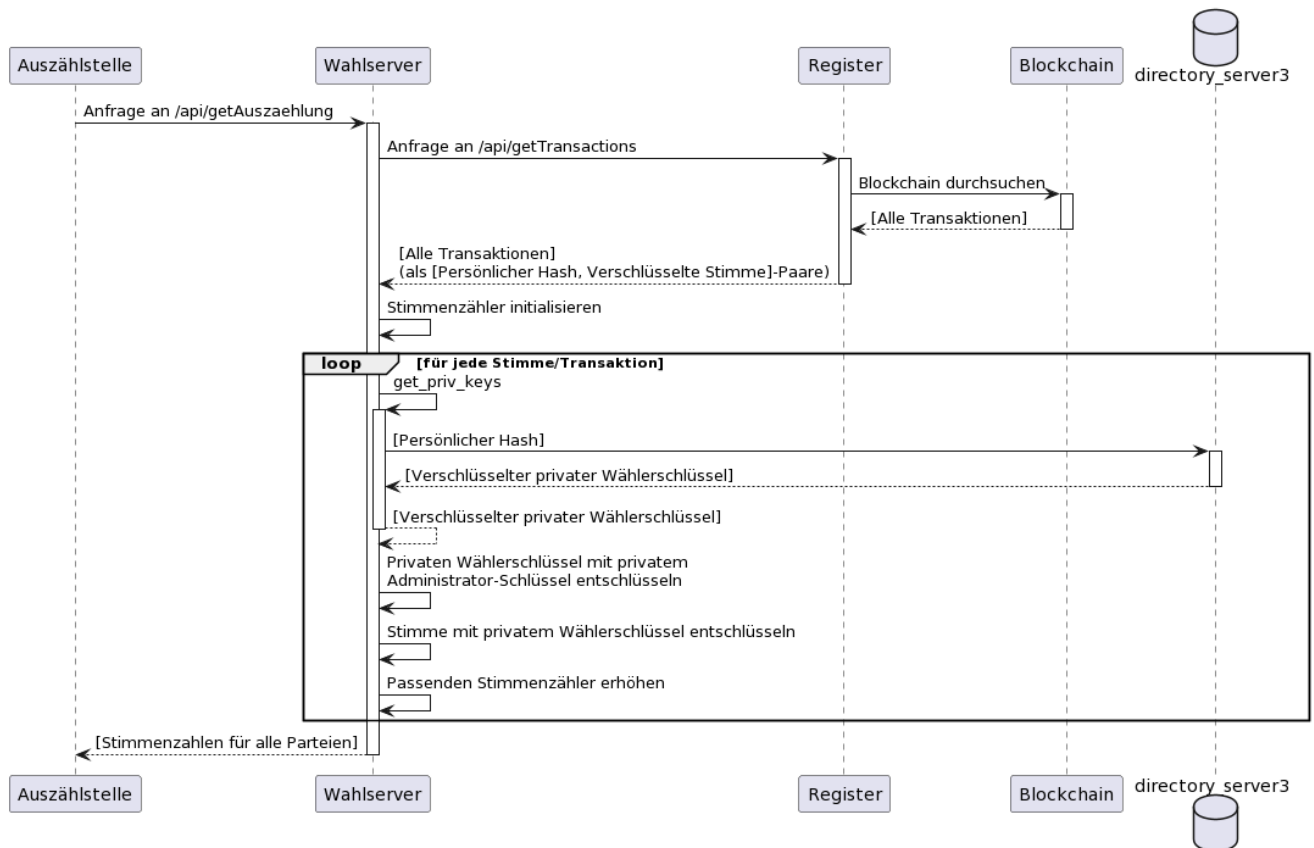 directory_server3
Auszählstelle
Wahlserver
Register
Blockchain
Anfrage an /api/getAuszaehlung
Anfrage an /api/getTransactions
Blockchain durchsuchen
[Alle Transaktionen]
[Alle Transaktionen]
(als [Persönlicher Hash, Verschlüsselte Stimme]-Paare)
Stimmenzähler initialisieren
loop
[für jede Stimme/Transaktion]
get_priv_keys
[Persönlicher Hash]
[Verschlüsselter privater Wählerschlüssel]
[Verschlüsselter privater Wählerschlüssel]
Privaten Wählerschlüssel mit privatem
Administrator-Schlüssel entschlüsseln
Stimme mit privatem Wählerschlüssel entschlüsseln
Passenden Stimmenzähler erhöhen
[Stimmenzahlen für alle Parteien]
Auszählstelle
Wahlserver
Register
Blockchain
directory_server3